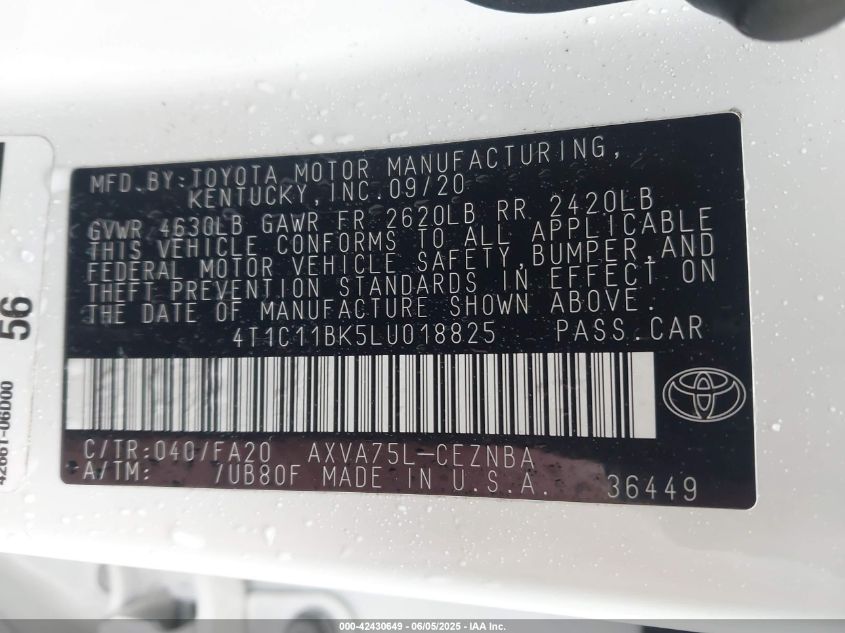 MFD.BY:TOYOTA MOTOR MANUFACTURING,
KENTUCKY,INC.09/20
GVWR 4630LB GAWR FR 2620LB RR 2420LB
THIS VEHICLE CONFORMS TO ALL APPLICABLE
FEDERAL MOTOR VEHICLE SAFETY,BUMPER,AND
THEFT PREVENTION STANDARDS IN EFFECT ON
THE DATE OF MANUFACTURE SHOWN ABOVE.
4T1C11BK5LU018825 PASS.CAR
C/TR:040/FA20 AXVA75L-CEZNBA
A/TM: /UB80F MADE IN U.S.A. 36449
56
42661-06D00
000-42430649 - 06/05/2025 - IAA Inc.